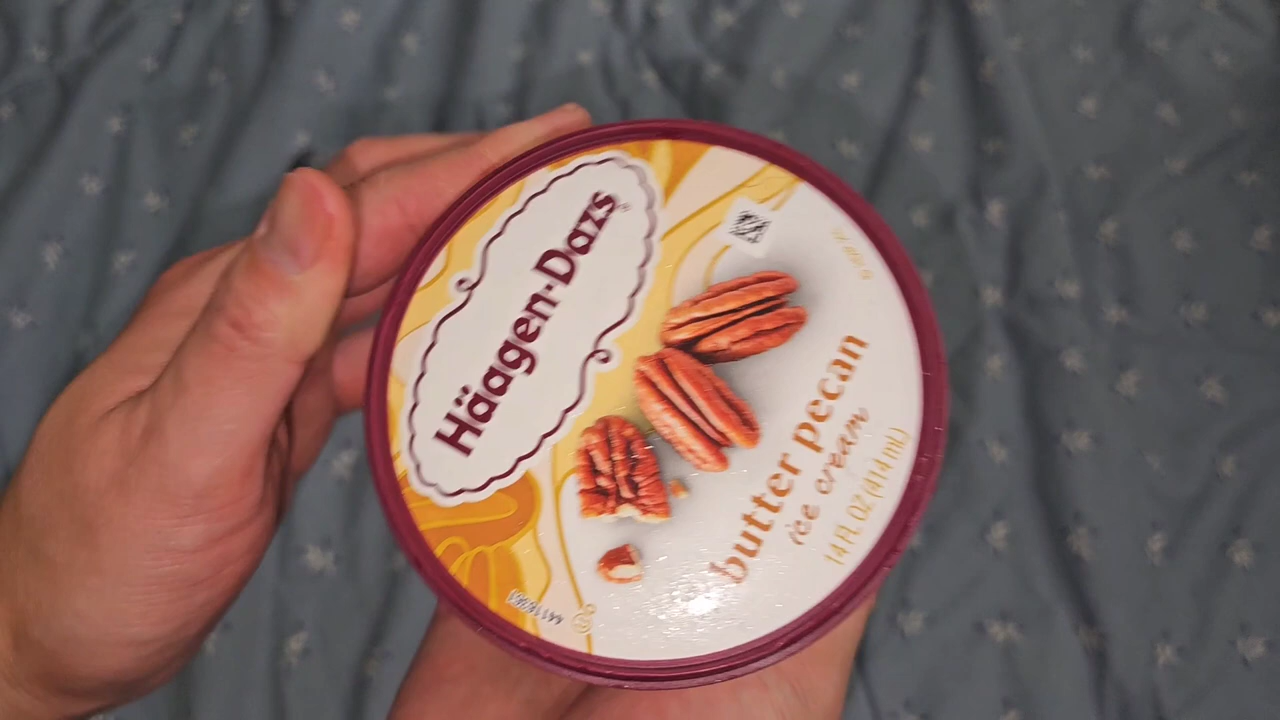 Häagen-Dazs
butter pecan
ice cream
14 FL OZ (414 mL)